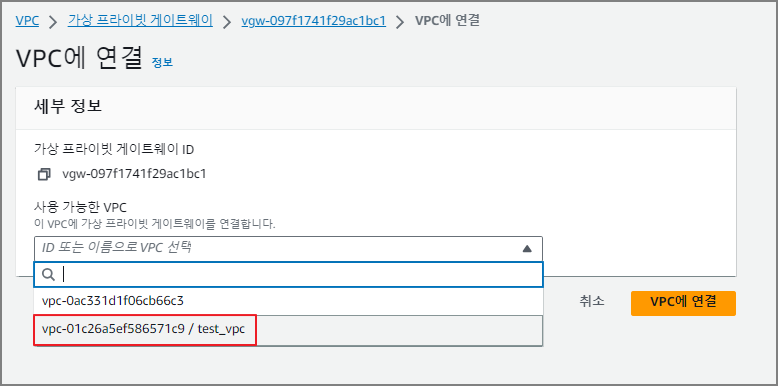 VPC > 가상 프라이빗 게이트웨이 > vgw-097f1741f29ac1bc1 > VPC에 연결
VPC에 연결 정보
세부 정보
가상 프라이빗 게이트웨이 ID
vgw-097f1741f29ac1bc1
사용 가능한 VPC
이 VPC에 가상 프라이빗 게이트웨이를 연결합니다.
ID 또는 이름으로 VPC 선택
vpc-0ac331d1f06cb66c3
vpc-01c26a5ef586571c9 / test_vpc
취소 VPC에 연결